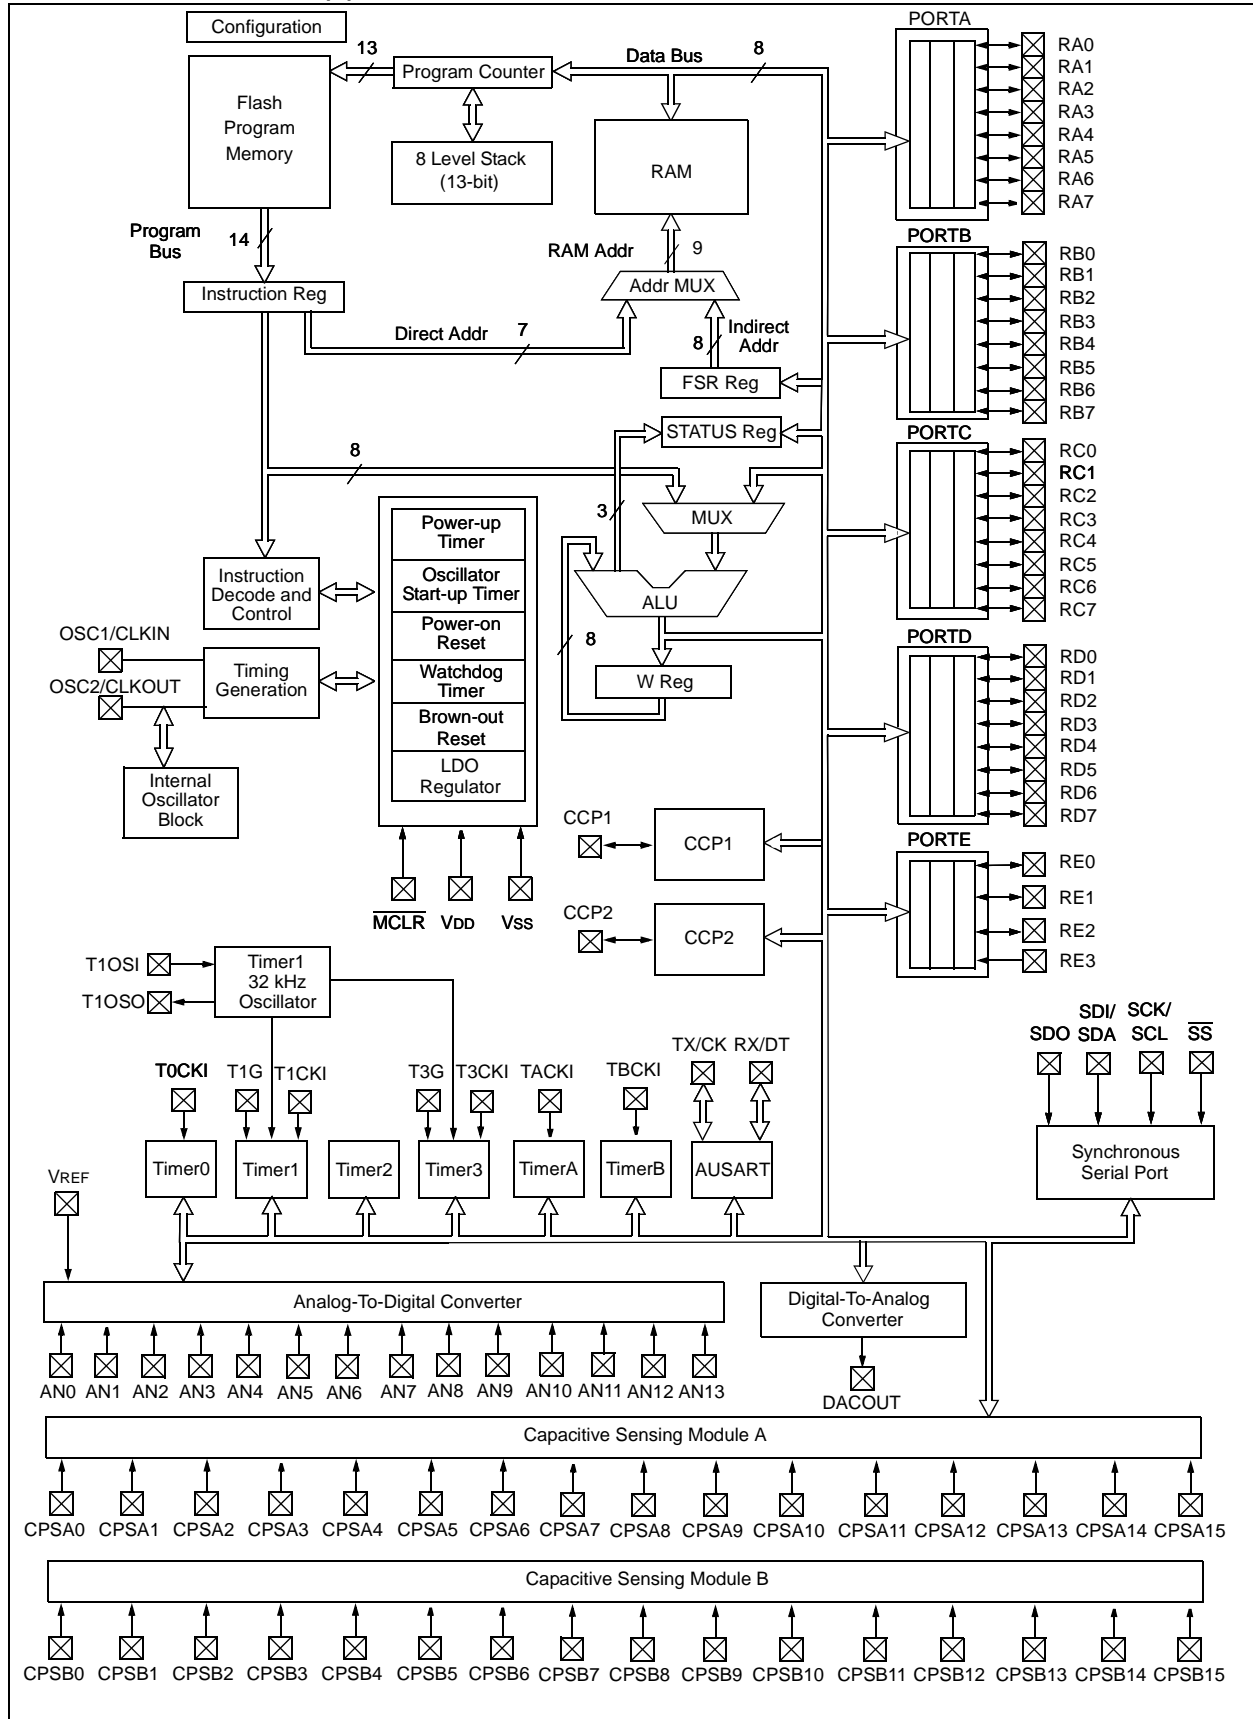 Configuration
PORTA
13
Program Counter
Data Bus
8
RA0
RA1
RA2
RA3
RA4
RA5
RA6
RA7
Flash
Program
Memory
8 Level Stack
(13-bit)
RAM
Program
Bus
14
RAM Addr
9
PORTB
RB0
RB1
RB2
RB3
RB4
RB5
RB6
RB7
Instruction Reg
Addr MUX
Direct Addr
7
8
Indirect
Addr
FSR Reg
STATUS Reg
PORTC
RC0
RC1
RC2
RC3
RC4
RC5
RC6
RC7
8
3
MUX
Power-up
Timer
Oscillator
Start-up Timer
Power-on
Reset
Watchdog
Timer
Brown-out
Reset
LDO
Regulator
Instruction
Decode and
Control
ALU
8
W Reg
OSC1/CLKIN
OSC2/CLKOUT
Timing
Generation
Internal
Oscillator
Block
PORTD
RD0
RD1
RD2
RD3
RD4
RD5
RD6
RD7
CCP1
CCP1
MCLR
VDD
VSS
CCP2
CCP2
PORTE
RE0
RE1
RE2
RE3
T1OSI
T1OSO
Timer1
32 kHz
Oscillator
SDO
SDI/
SDA
SCK/
SCL
SS
T0CKI
T1G
T1CKI
T3G
T3CKI
TACKI
TBCKI
TX/CK
RX/DT
Timer0
Timer1
Timer2
Timer3
TimerA
TimerB
AUSART
Synchronous
Serial Port
VREF
Analog-To-Digital Converter
Digital-To-Analog
Converter
AN0 AN1 AN2 AN3 AN4 AN5 AN6 AN7 AN8 AN9 AN10 AN11 AN12 AN13
DACOUT
Capacitive Sensing Module A
CPSA0 CPSA1 CPSA2 CPSA3 CPSA4 CPSA5 CPSA6 CPSA7 CPSA8 CPSA9 CPSA10 CPSA11 CPSA12 CPSA13 CPSA14 CPSA15
Capacitive Sensing Module B
CPSB0 CPSB1 CPSB2 CPSB3 CPSB4 CPSB5 CPSB6 CPSB7 CPSB8 CPSB9 CPSB10 CPSB11 CPSB12 CPSB13 CPSB14 CPSB15